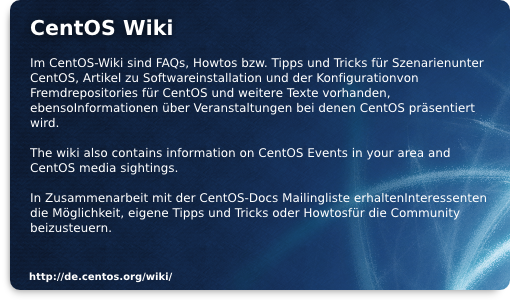 CentOS Wiki
Im CentOS-Wiki sind FAQs, Howtos bzw. Tipps und Tricks für Szenarienunter
CentOS, Artikel zu Softwareinstallation und der Konfigurationvon
Fremdrepositories für CentOS und weitere Texte vorhanden,
ebensoInformationen über Veranstaltungen bei denen CentOS präsentiert
wird.
The wiki also contains information on CentOS Events in your area and
CentOS media sightings.
In Zusammenarbeit mit der CentOS-Docs Mailingliste erhaltenInteressenten
die Möglichkeit, eigene Tipps und Tricks oder Howtosfür die Community
beizusteuern.
http://de.centos.org/wiki/